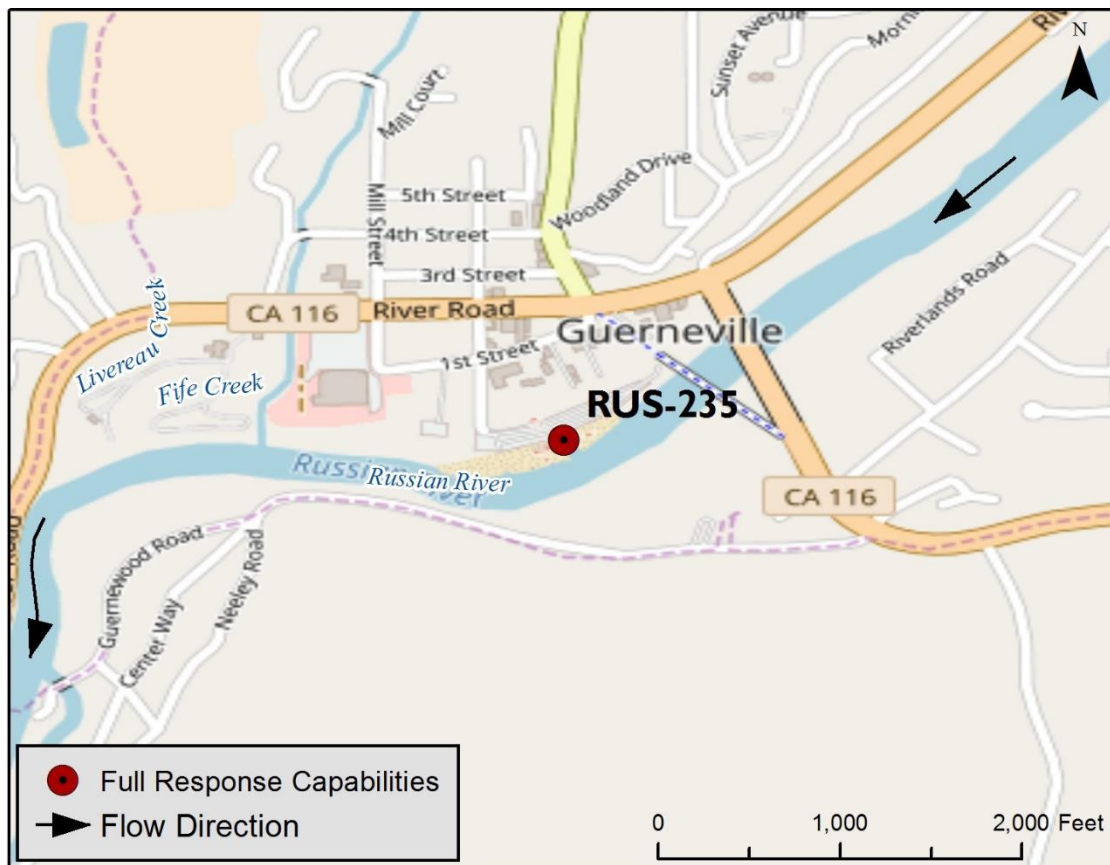 N
Sunset Avenue
Mill Court
Woodland Drive
5th Street
Mill Street
4th Street
3rd Street
Riverlands Road
CA 116
River Road
Guerneville
1st Street
Livereau Creek
Fife Creek
RUS-235
Russian River
Russian River
CA 116
Guernewood Road
Neeley Road
Center Way
Full Response Capabilities
Flow Direction
0 1,000 2,000 Feet